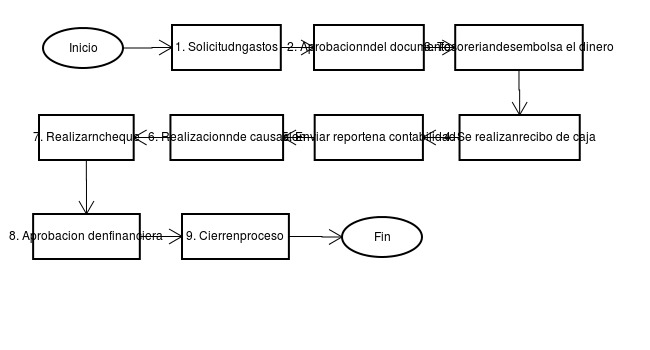 Inicio
1. Solicitudngastos
2. Aprobacionndel documento
3. Tesoreriandesembolsa el dinero
7. Realizarncheque
6. Realizacionnde causacion
5. Enviar reportena contabilidad
4. Se realizanrecibo de caja
8. Aprobacion denfinanciera
9. Cierrenproceso
Fin